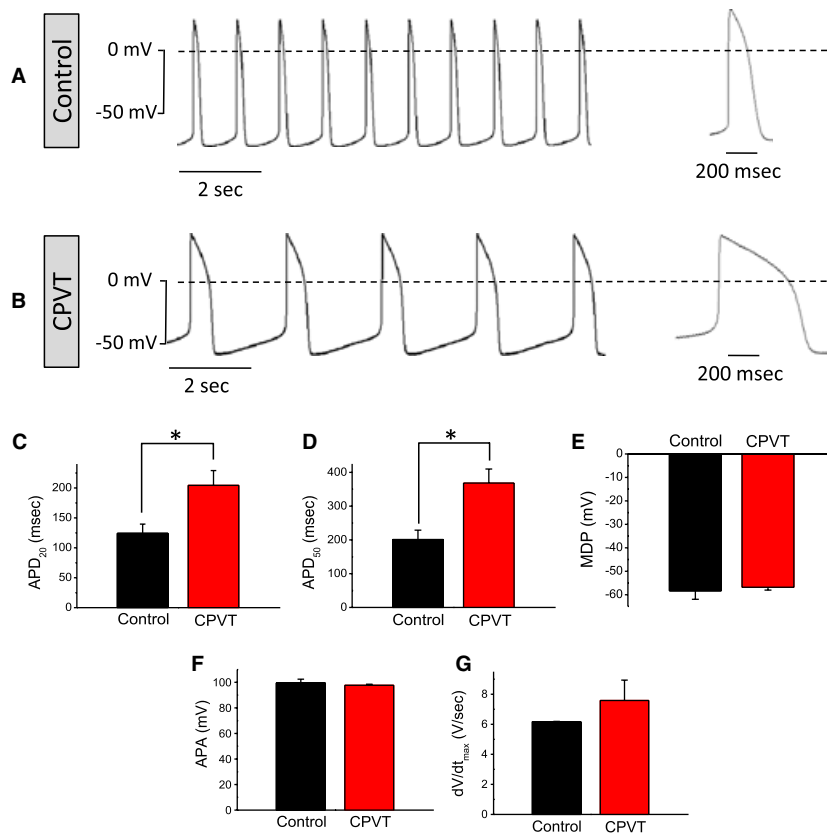 A
Control
0 mV
-50 mV
2 sec
200 msec
B
CPVT
0 mV
-50 mV
2 sec
200 msec
C
*
APD20 (msec)
200
150
100
50
0
Control
CPVT
D
*
APD50 (msec)
400
300
200
100
0
Control
CPVT
E
Control
CPVT
MDP (mV)
0
-10
-20
-30
-40
-50
-60
F
APA (mV)
100
80
60
40
20
0
Control
CPVT
G
dV/dtmax (V/sec)
8
6
4
2
0
Control
CPVT